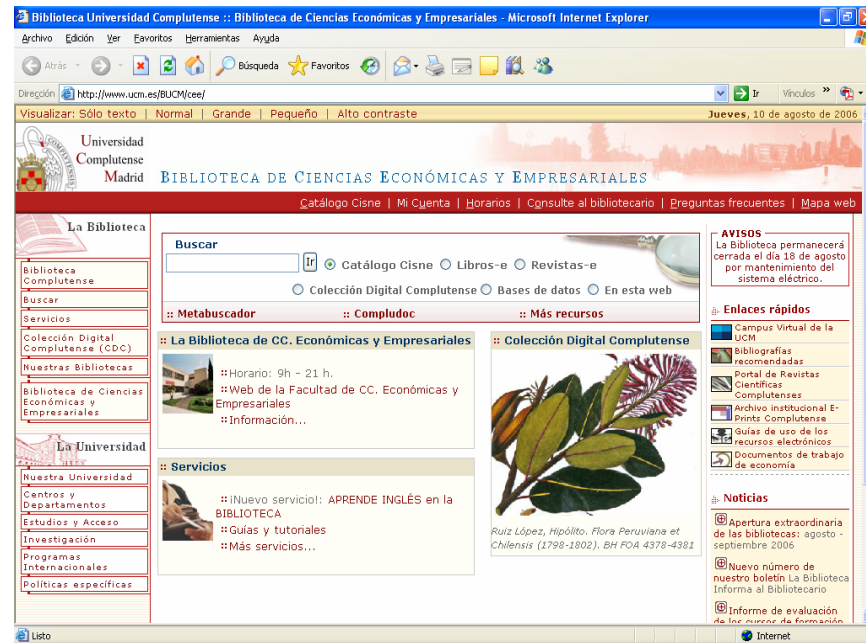 Biblioteca Universidad Complutense :: Biblioteca de Ciencias Económicas y Empresariales - Microsoft Internet Explorer
Archivo Edición Ver Favoritos Herramientas Ayuda
Atrás Búsqueda Favoritos
Dirección http://www.ucm.es/BUCM/cee/ Ir Vínculos »
Visualizar: Sólo texto | Normal | Grande | Pequeño | Alto contraste Jueves, 10 de agosto de 2006
Universidad
Complutense
Madrid
BIBLIOTECA DE CIENCIAS ECONÓMICAS Y EMPRESARIALES
Catálogo Cisne | Mi Cuenta | Horarios | Consulte al bibliotecario | Preguntas frecuentes | Mapa web
La Biblioteca
Biblioteca
Complutense
Buscar
Servicios
Colección Digital
Complutense (CDC)
Nuestras Bibliotecas
Biblioteca de Ciencias
Económicas y
Empresariales
La Universidad
Nuestra Universidad
Centros y
Departamentos
Estudios y Acceso
Investigación
Programas
Internacionales
Políticas específicas
Buscar
Ir Catálogo Cisne Libros-e Revistas-e
Colección Digital Complutense Bases de datos En esta web
:: Metabuscador :: Compludoc :: Más recursos
:: La Biblioteca de CC. Económicas y Empresariales
::Horario: 9h - 21 h.
::Web de la Facultad de CC. Económicas y
Empresariales
::Información...
:: Servicios
::¡Nuevo servicio!: APRENDE INGLÉS en la
BIBLIOTECA
::Guías y tutoriales
::Más servicios...
:: Colección Digital Complutense
Ruiz López, Hipólito. Flora Peruviana et
Chilensis (1798-1802). BH FOA 4378-4381
AVISOS
La Biblioteca permanecerá
cerrada el día 18 de agosto
por mantenimiento del
sistema eléctrico.
Enlaces rápidos
Campus Virtual de la
UCM
Bibliografías
recomendadas
Portal de Revistas
Científicas
Complutenses
Archivo institucional E-
Prints Complutense
Guías de uso de los
recursos electrónicos
Documentos de trabajo
de economía
Noticias
Apertura extraordinaria
de las bibliotecas: agosto -
septiembre 2006
Nuevo número de
nuestro boletín La Biblioteca
Informa al Bibliotecario
Informe de evaluación
de los cursos de formación
Listo Internet